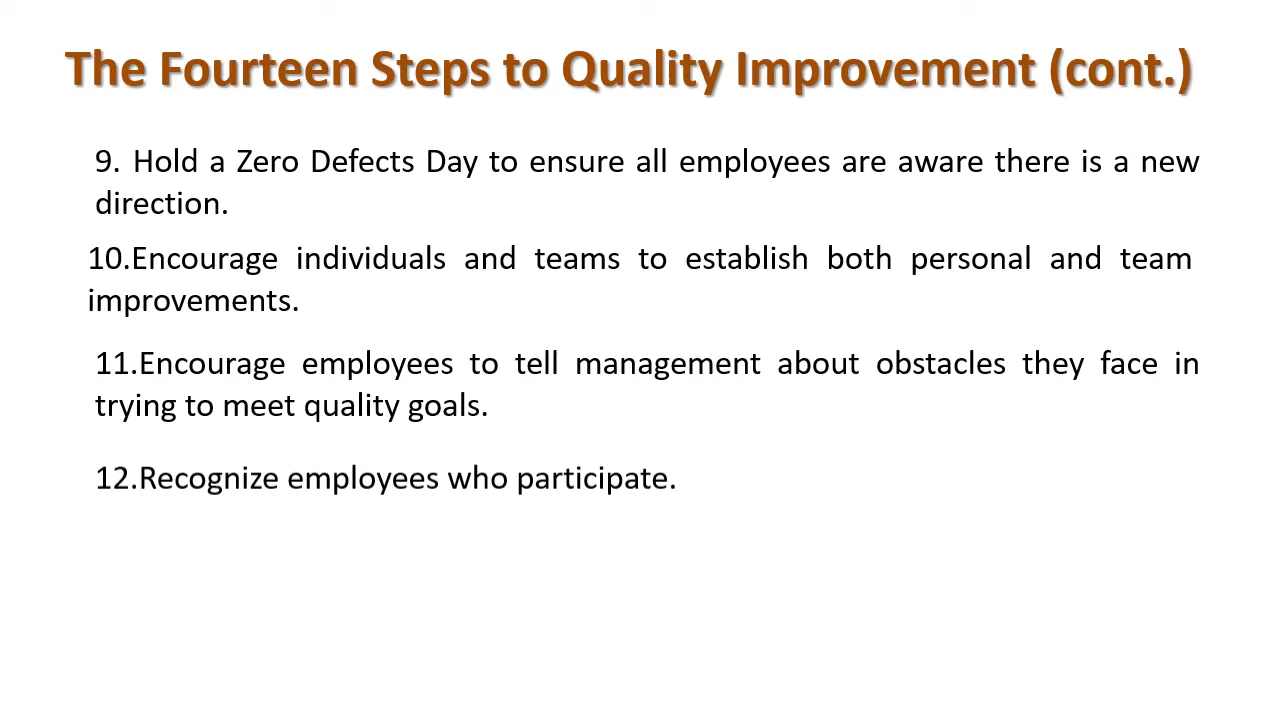 The Fourteen Steps to Quality Improvement (cont.)
9. Hold a Zero Defects Day to ensure all employees are aware there is a new
direction.
10.Encourage individuals and teams to establish both personal and team
improvements.
11.Encourage employees to tell management about obstacles they face in
trying to meet quality goals.
12.Recognize employees who participate.